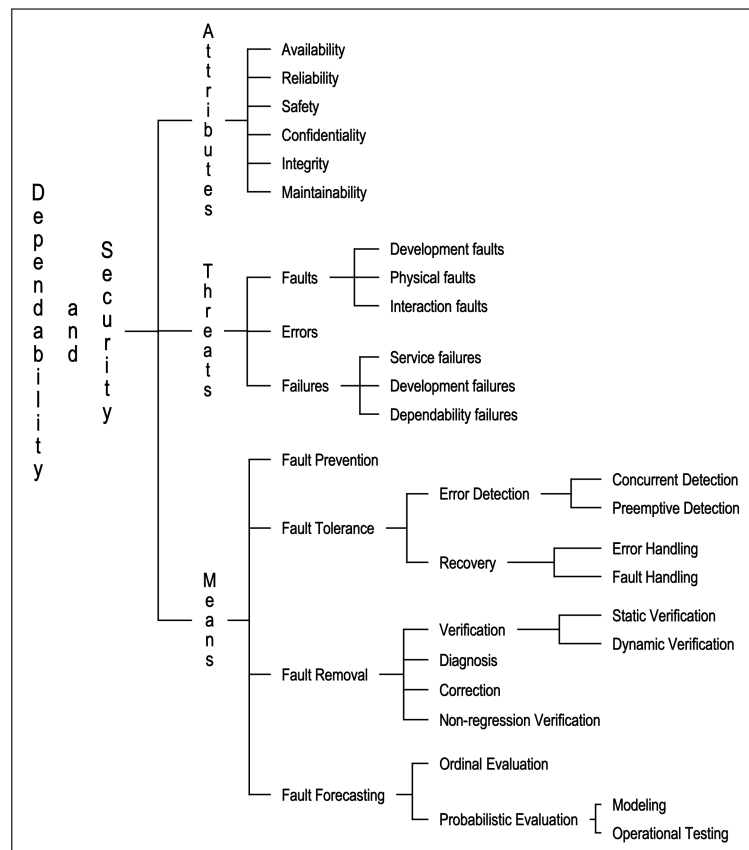 Dependability
and
Security
Attributes
Availability
Reliability
Safety
Confidentiality
Integrity
Maintainability
Threats
Faults
Development faults
Physical faults
Interaction faults
Errors
Failures
Service failures
Development failures
Dependability failures
Means
Fault Prevention
Fault Tolerance
Error Detection
Concurrent Detection
Preemptive Detection
Recovery
Error Handling
Fault Handling
Fault Removal
Verification
Static Verification
Dynamic Verification
Diagnosis
Correction
Non-regression Verification
Fault Forecasting
Ordinal Evaluation
Probabilistic Evaluation
Modeling
Operational Testing